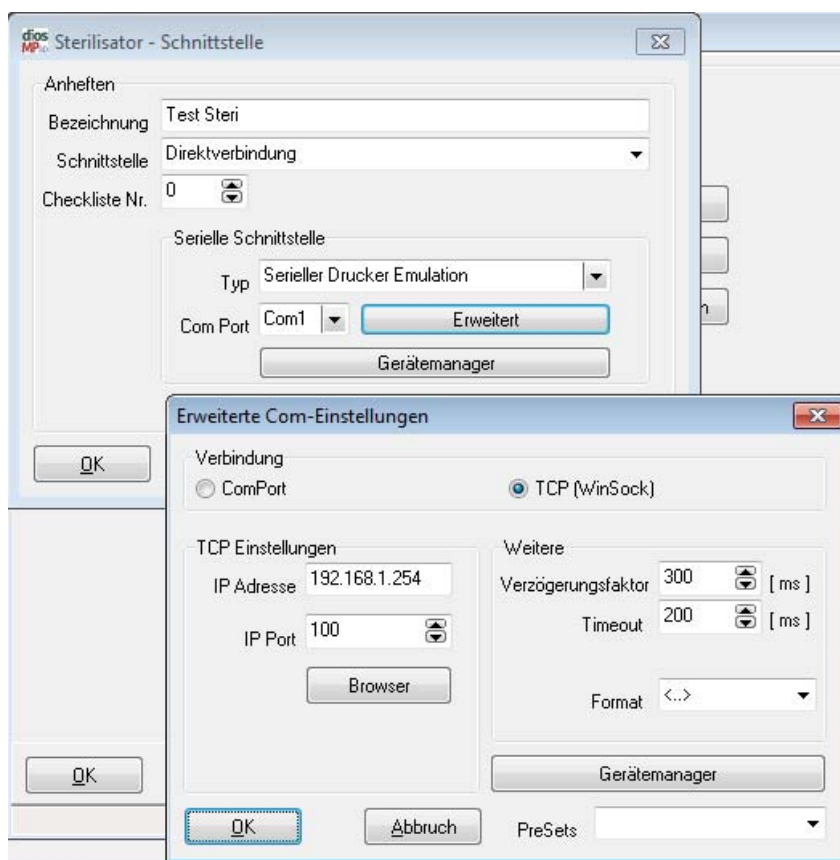 dios
MP
Sterilisator - Schnittstelle
Anheften
Bezeichnung Test Steri
Schnittstelle Direktverbindung
Checkliste Nr. 0
Serielle Schnittstelle
Typ Serieller Drucker Emulation
Com Port Com1 Erweitert
Gerätemanager
n
OK
Erweiterte Com-Einstellungen
Verbindung
ComPort TCP (WinSock)
TCP Einstellungen
IP Adresse 192.168.1.254
IP Port 100
Browser
Weitere
Verzögerungsfaktor 300 [ ms ]
Timeout 200 [ ms ]
Format <..>
Gerätemanager
OK
OK Abbruch PreSets